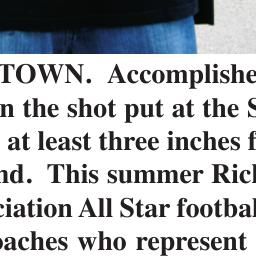 TOWN. Accomplishe
n the shot put at the S
at least three inches f
nd. This summer Ric
ciation All Star footbal
oaches who represent